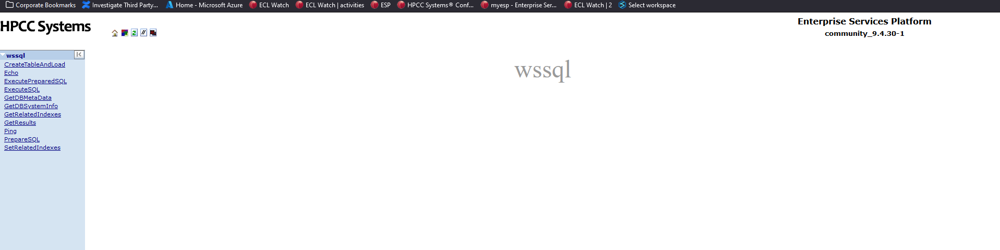 Corporate Bookmarks Investigate Third Party... Home - Microsoft Azure ECL Watch ECL Watch | activities ESP HPCC Systems® Conf... myesp - Enterprise Ser... ECL Watch | 2 Select workspace
HPCC Systems
Enterprise Services Platform
community_9.4.30-1
wssql
CreateTableAndLoad
Echo
ExecutePreparedSQL
ExecuteSQL
GetDBMetaData
GetDBSystemInfo
GetRelatedIndexes
GetResults
Ping
PrepareSQL
SetRelatedIndexes
wssql